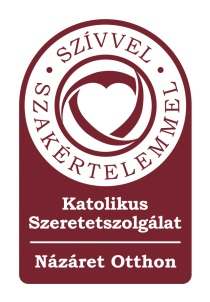 • SZÍVVEL •
SZAKÉRTELEMMEL
Katolikus
Szeretetszolgálat
Názáret Otthon